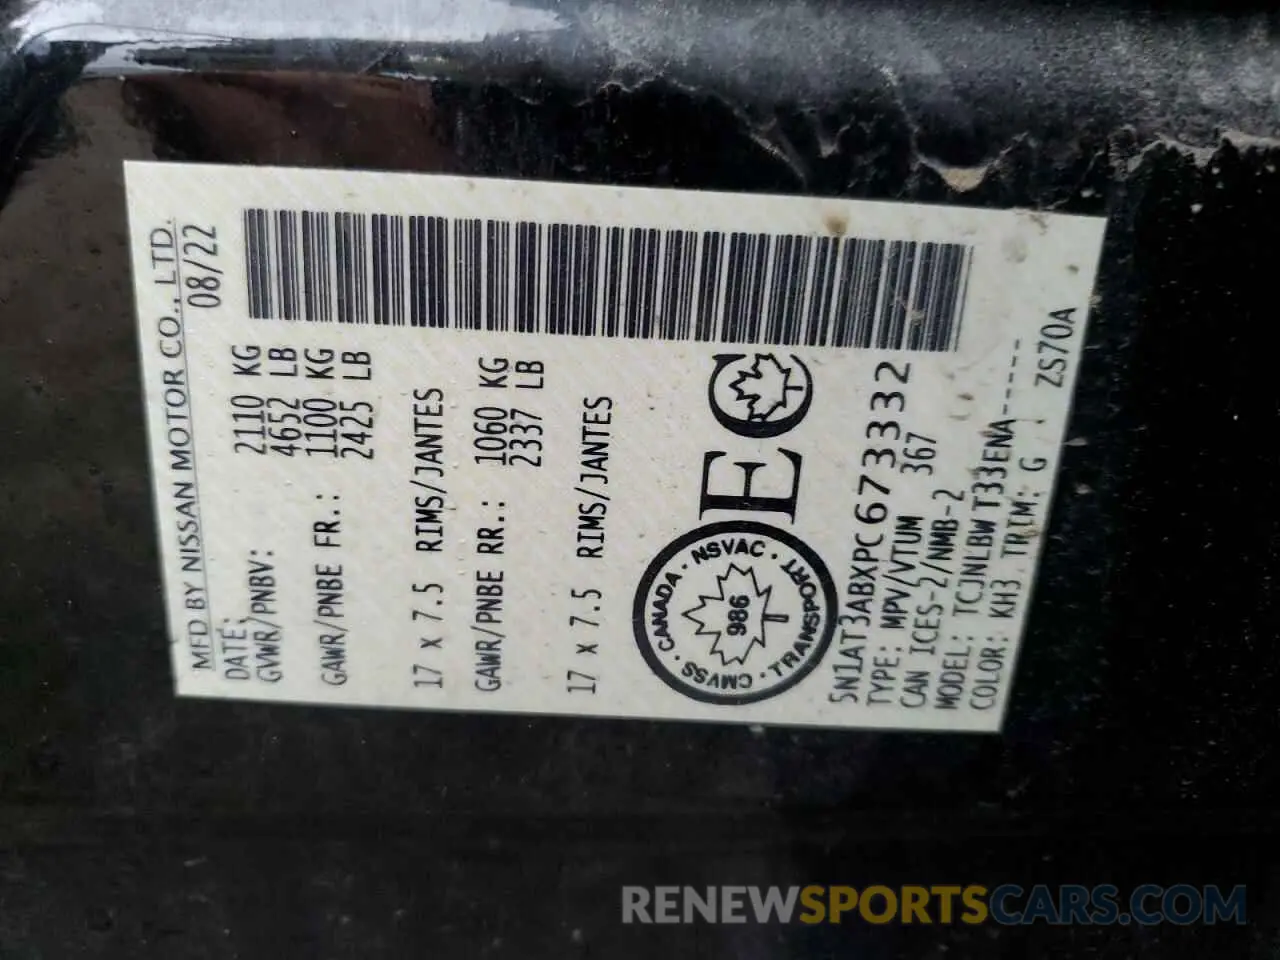 MFD BY NISSAN MOTOR CO., LTD.
DATE: 08/22
GVWR/PNBV: 2110 KG
4652 LB
GAWR/PNBE FR.: 1100 KG
2425 LB
17 x 7.5 RIMS/JANTES
GAWR/PNBE RR.: 1060 KG
2337 LB
17 x 7.5 RIMS/JANTES
CANADA · NSVAC · TRANSPORT · CMVSS
986
EC
5N1AT3ABXPC673332
TYPE: MPV/VTUM 367
CAN ICES-2/NMB-2
MODEL: TCJNLBWT33ENA-----
COLOR: KH3 TRIM: G : ZS70A
RENEWSPORTSCARS.COM